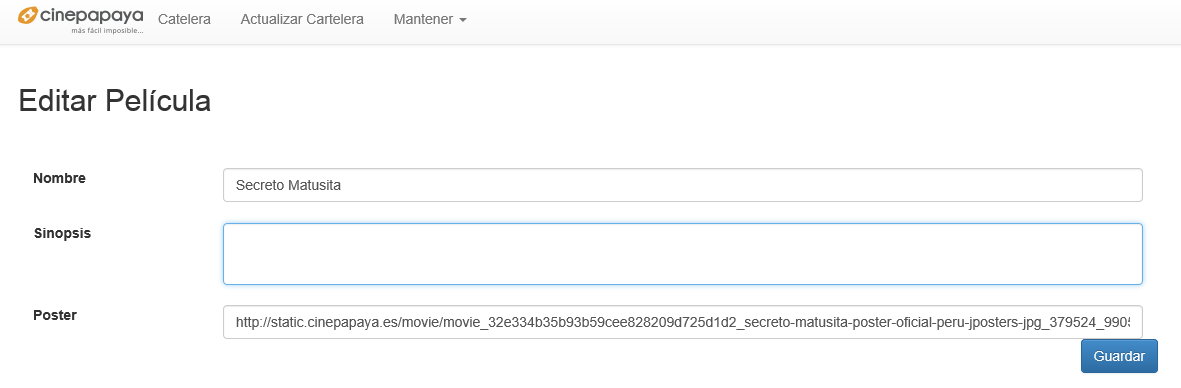 cinepapaya Catelera Actualizar Cartelera Mantener
más fácil imposible...
Editar Película
Nombre Secreto Matusita
Sinopsis
Poster http://static.cinepapaya.es/movie/movie_32e334b35b93b59cee828209d725d1d2_secreto-matusita-poster-oficial-peru-jposters-jpg_379524_9905
Guardar